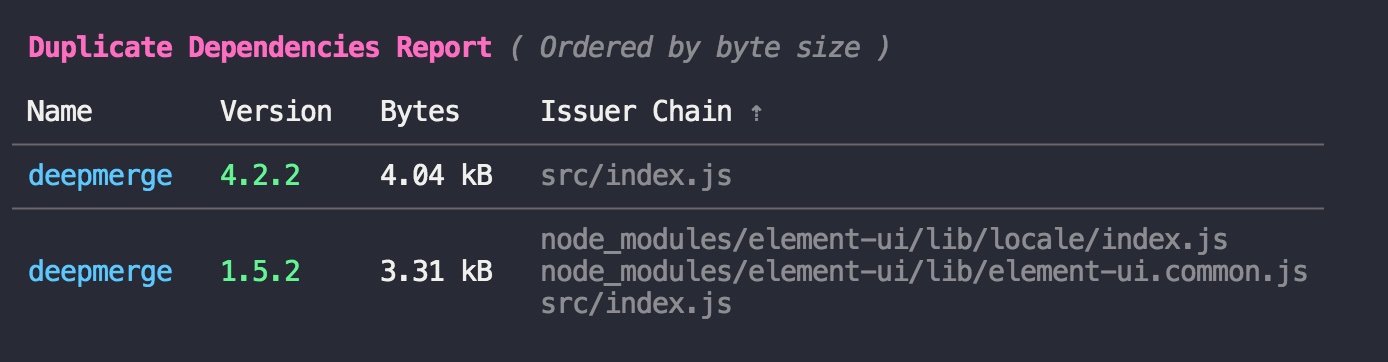 Duplicate Dependencies Report ( Ordered by byte size )
Name Version Bytes Issuer Chain ⇡
deepmerge 4.2.2 4.04 kB src/index.js
node_modules/element-ui/lib/locale/index.js
deepmerge 1.5.2 3.31 kB node_modules/element-ui/lib/element-ui.common.js
src/index.js